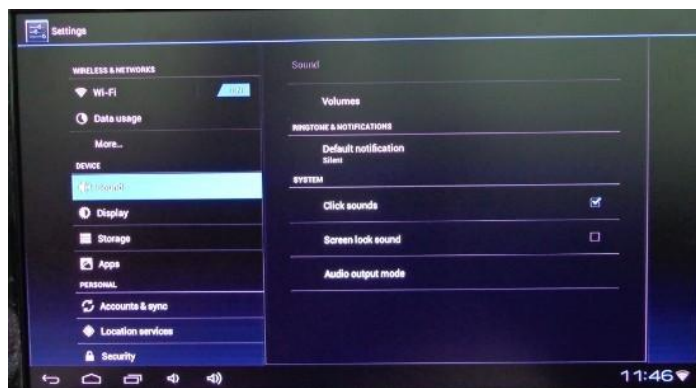 Settings
WIRELESS & NETWORKS
Wi-Fi
Data usage
More...
DEVICE
Sound
Display
Storage
Apps
PERSONAL
Accounts & sync
Location services
Security
Sound
Volumes
RINGTONE & NOTIFICATIONS
Default notification
Silent
SYSTEM
Click sounds
Screen lock sound
Audio output mode
11:46